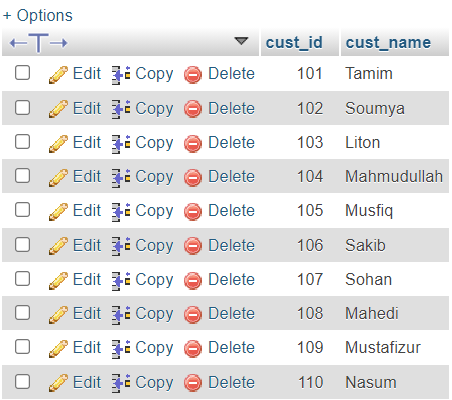 + Options
cust_id cust_name
Edit Copy Delete 101 Tamim
Edit Copy Delete 102 Soumya
Edit Copy Delete 103 Liton
Edit Copy Delete 104 Mahmudullah
Edit Copy Delete 105 Musfiq
Edit Copy Delete 106 Sakib
Edit Copy Delete 107 Sohan
Edit Copy Delete 108 Mahedi
Edit Copy Delete 109 Mustafizur
Edit Copy Delete 110 Nasum